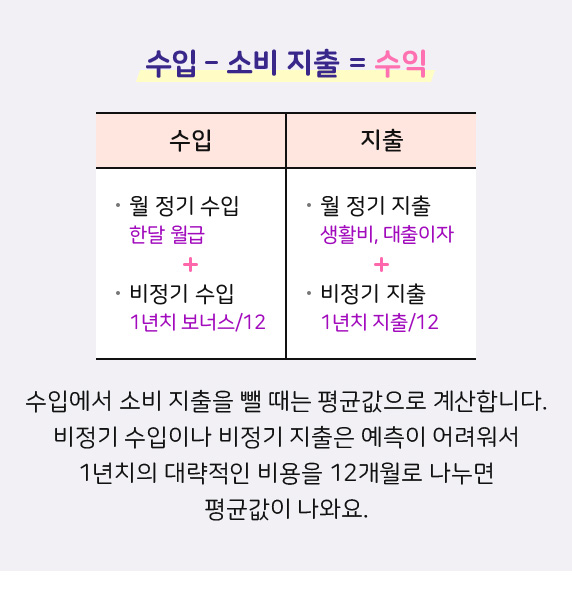 수입 - 소비 지출 = 수익
수입
지출
• 월 정기 수입
한달 월급
+
• 비정기 수입
1년치 보너스/12
• 월 정기 지출
생활비, 대출이자
+
• 비정기 지출
1년치 지출/12
수입에서 소비 지출을 뺄 때는 평균값으로 계산합니다.
비정기 수입이나 비정기 지출은 예측이 어려워서
1년치의 대략적인 비용을 12개월로 나누면
평균값이 나와요.